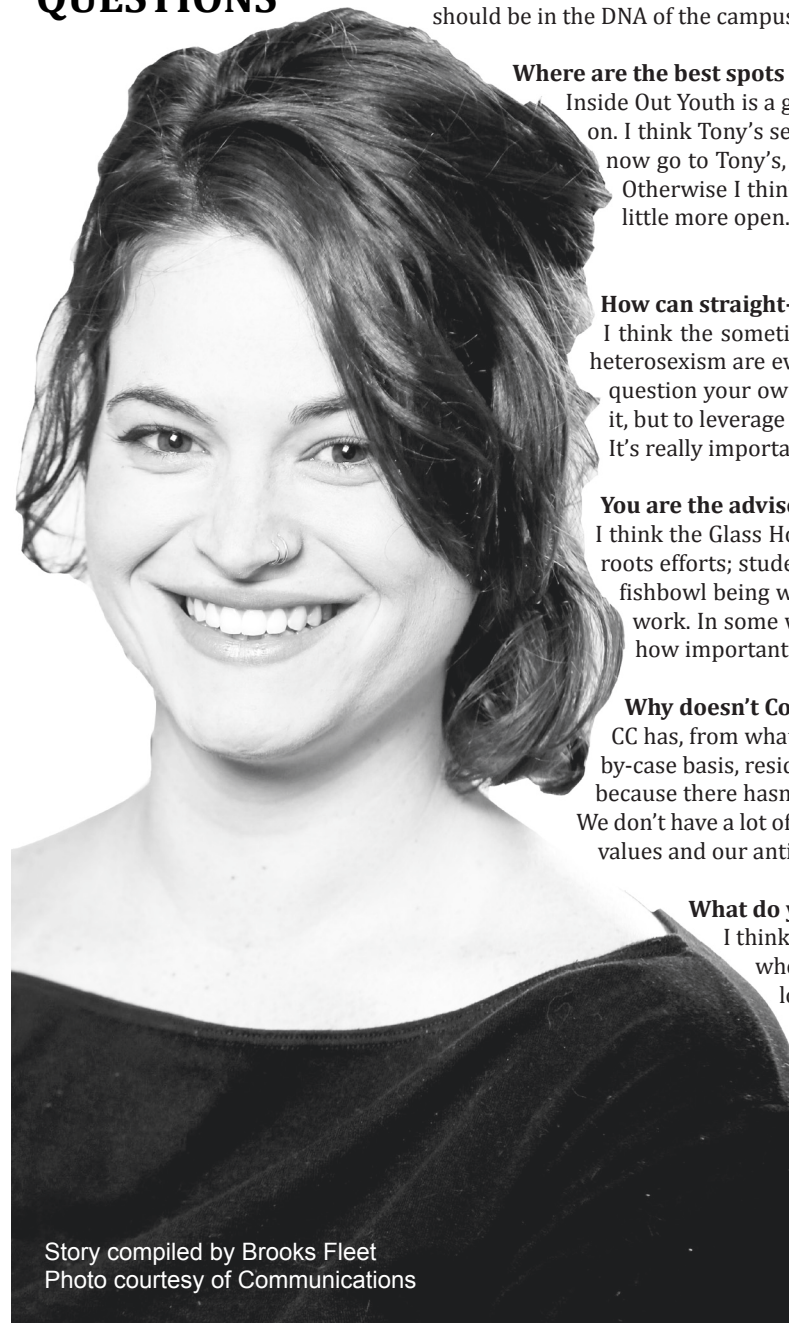 QUESTIONS
should be in the DNA of the campus
Where are the best spots
Inside Out Youth is a g
on. I think Tony's se
now go to Tony's,
Otherwise I thin
little more open.
How can straight-
I think the someti
heterosexism are ev
question your ow
it, but to leverage
It's really importa
You are the advise
I think the Glass Ho
roots efforts; stude
fishbowl being w
work. In some w
how important
Why doesn't Co
CC has, from what
by-case basis, resid
because there hasn
We don't have a lot of
values and our anti
What do y
I think
whe
le
Story compiled by Brooks Fleet
Photo courtesy of Communications